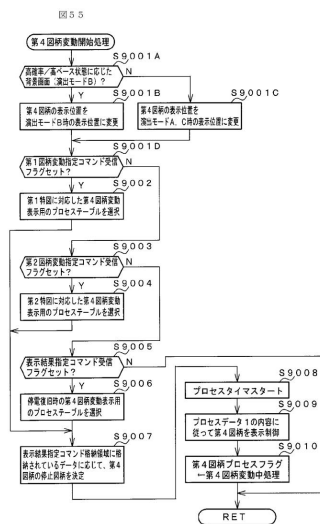 図５５
第４図柄変動開始処理
S9001A
高確率／高ベース状態に応じた
背景画面（演出モードB）？
N
Y
S9001B
第４図柄の表示位置を
演出モードB時の表示位置に変更
S9001C
第４図柄の表示位置を
演出モードA、C時の表示位置に変更
S9001D
第１図柄変動指定コマンド受信
フラグセット？
N
Y
S9002
第１特図に対応した第４図柄変動
表示用のプロセステーブルを選択
S9003
第２図柄変動指定コマンド受信
フラグセット？
N
Y
S9004
第２特図に対応した第４図柄変動
表示用のプロセステーブルを選択
S9005
表示結果指定コマンド受信
フラグセット？
N
Y
S9006
停電復旧時の第４図柄変動表示用
のプロセステーブルを選択
S9007
表示結果指定コマンド格納領域に格
納されているデータに応じて、第４図
柄の停止図柄を決定
S9008
プロセスタイマスタート
S9009
プロセスデータ１の内容に
従って第４図柄を表示制御
S9010
第４図柄プロセスフラグ
←第４図柄変動中処理
RET